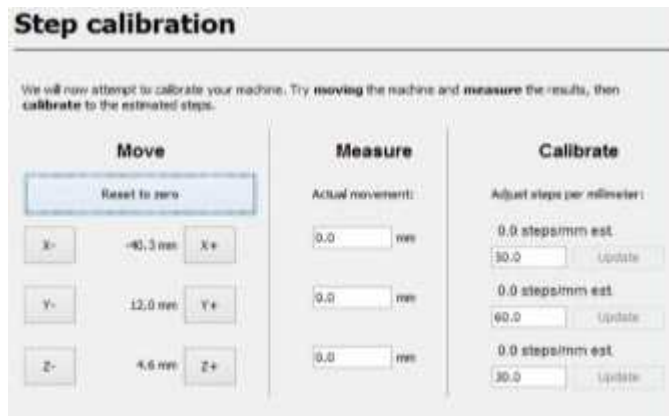 Step calibration
We will now attempt to calibrate your machine. Try moving the machine and measure the results, then
calibrate to the estimated steps.
Move
Measure
Calibrate
Reset to zero
Actual movement:
Adjust steps per millimeter:
X-
-40.3 mm
X+
0.0 mm
0.0 steps/mm est.
Update
Y-
12.0 mm
Y+
0.0 mm
0.0 steps/mm est.
60.0 Update
Z-
4.6 mm
Z+
0.0 mm
0.0 steps/mm est.
30.0 Update